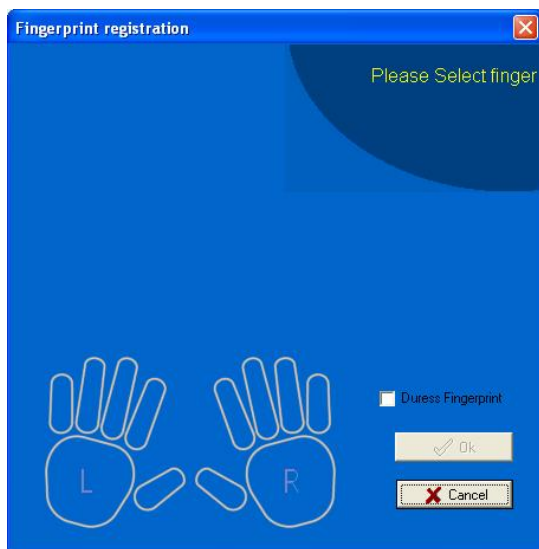 Fingerprint registration
Please Select finger
Duress Fingerprint
L
R
Ok
Cancel